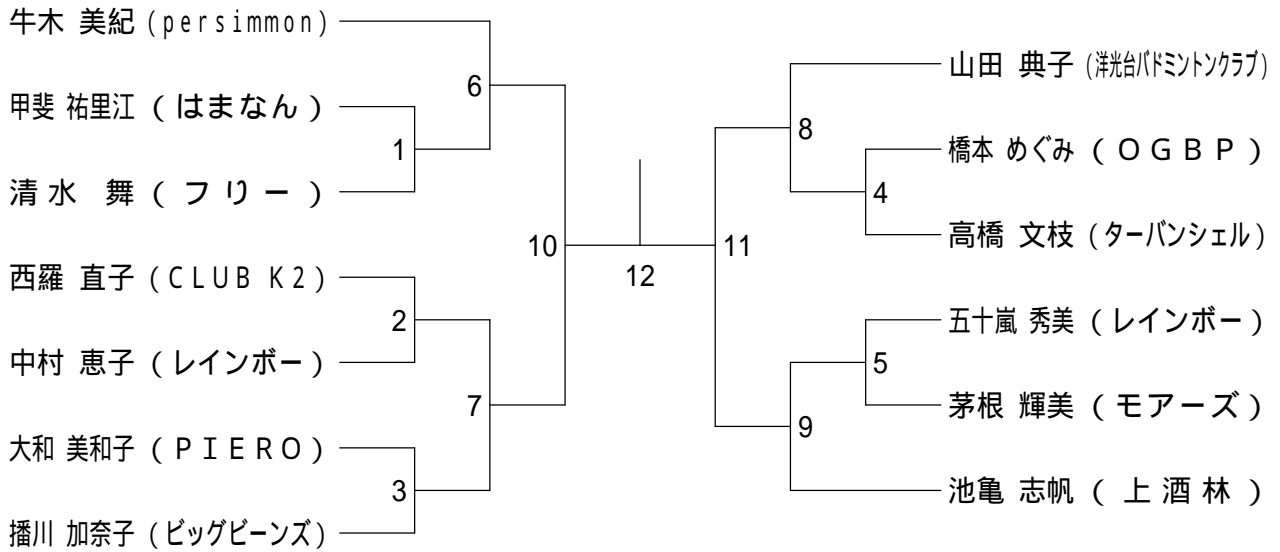 牛木 美紀 (persimmon)
甲斐 祐里江 (はまなん)
清水 舞 (フリー)
西羅 直子 (CLUB K2)
中村 恵子 (レインボー)
大和 美和子 (PIERO)
播川 加奈子 (ビッグビーンズ)
6
1
10
2
7
3
12
山田 典子 (洋光台バドミントンクラブ)
8
橋本 めぐみ (OGBP)
4
高橋 文枝 (ターバンシェル)
11
五十嵐 秀美 (レインボー)
5
茅根 輝美 (モアーズ)
9
池亀 志帆 (上酒林)